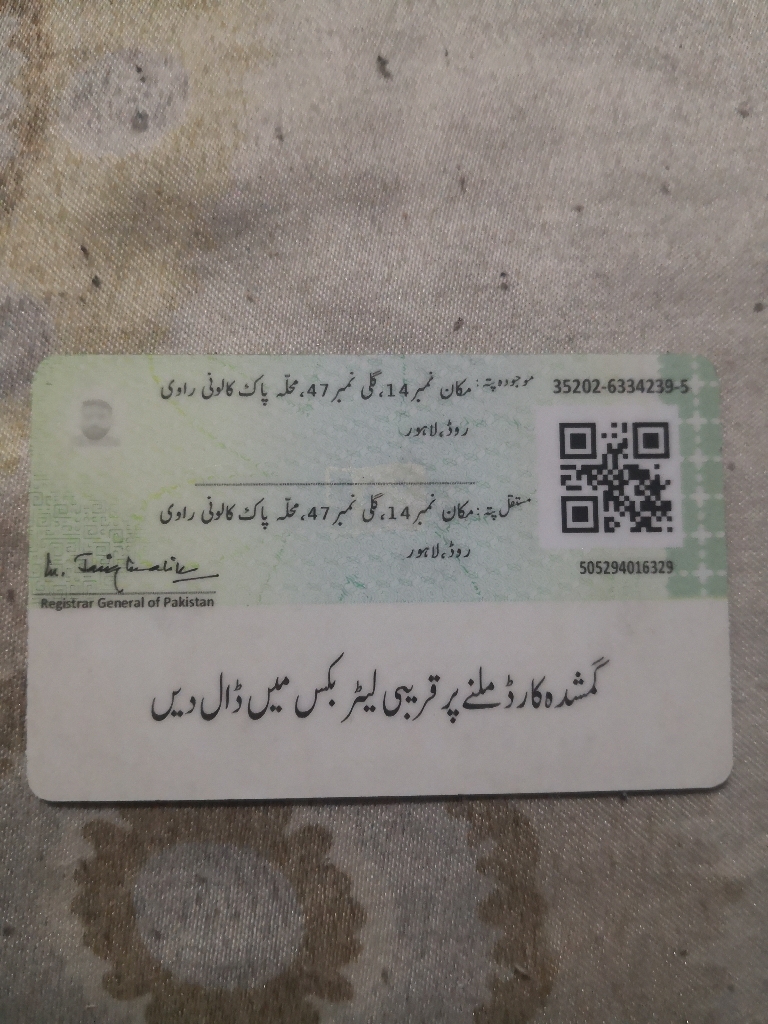 موجودہ پتہ: مکان نمبر 14، گلی نمبر 47، محلّہ پاک کالونی راوی
روڈ، لاہور
35202-6334239-5
مستقل پتہ: مکان نمبر 14، گلی نمبر 47، محلّہ پاک کالونی راوی
روڈ، لاہور
505294016329
Registrar General of Pakistan
گمشدہ کارڈ ملنے پر قریبی لیٹر بکس میں ڈال دیں